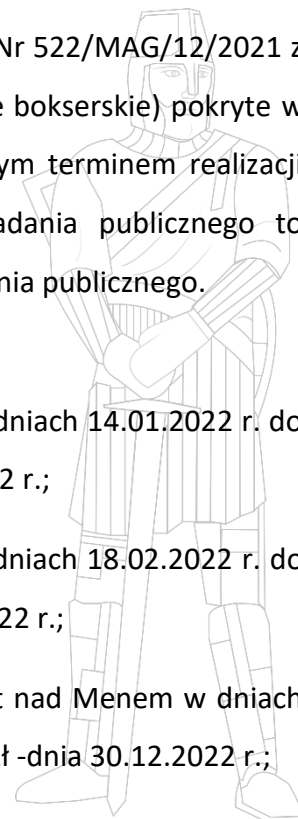 Nr 522/MAG/12/2021 z
e bokserskie) pokryte w
ym terminem realizacji
adania publicznego to
nia publicznego.
dniach 14.01.2022 r. do
2 r.;
dniach 18.02.2022 r. do
22 r.;
t nad Menem w dniach
ł -dnia 30.12.2022 r.;